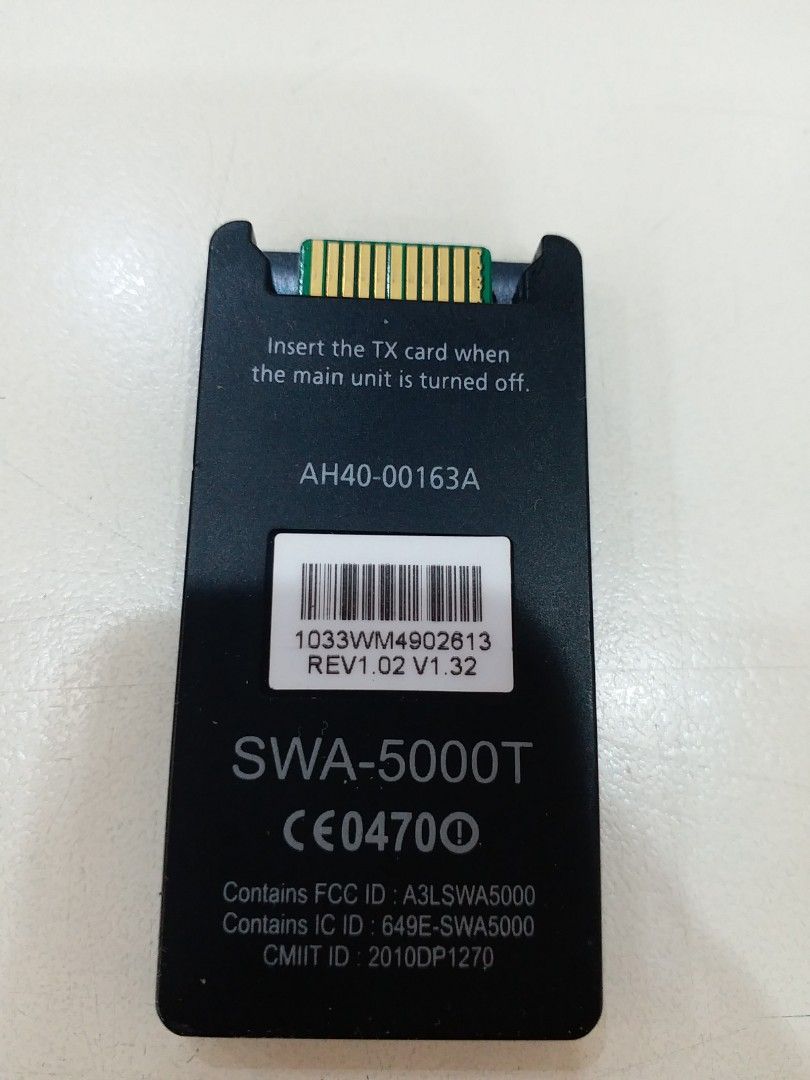 Insert the TX card when
the main unit is turned off.
AH40-00163A
1033WM4902613
REV1.02 V1.32
SWA-5000T
CE0470!
Contains FCC ID : A3LSWA5000
Contains IC ID : 649E-SWA5000
CMIIT ID : 2010DP1270